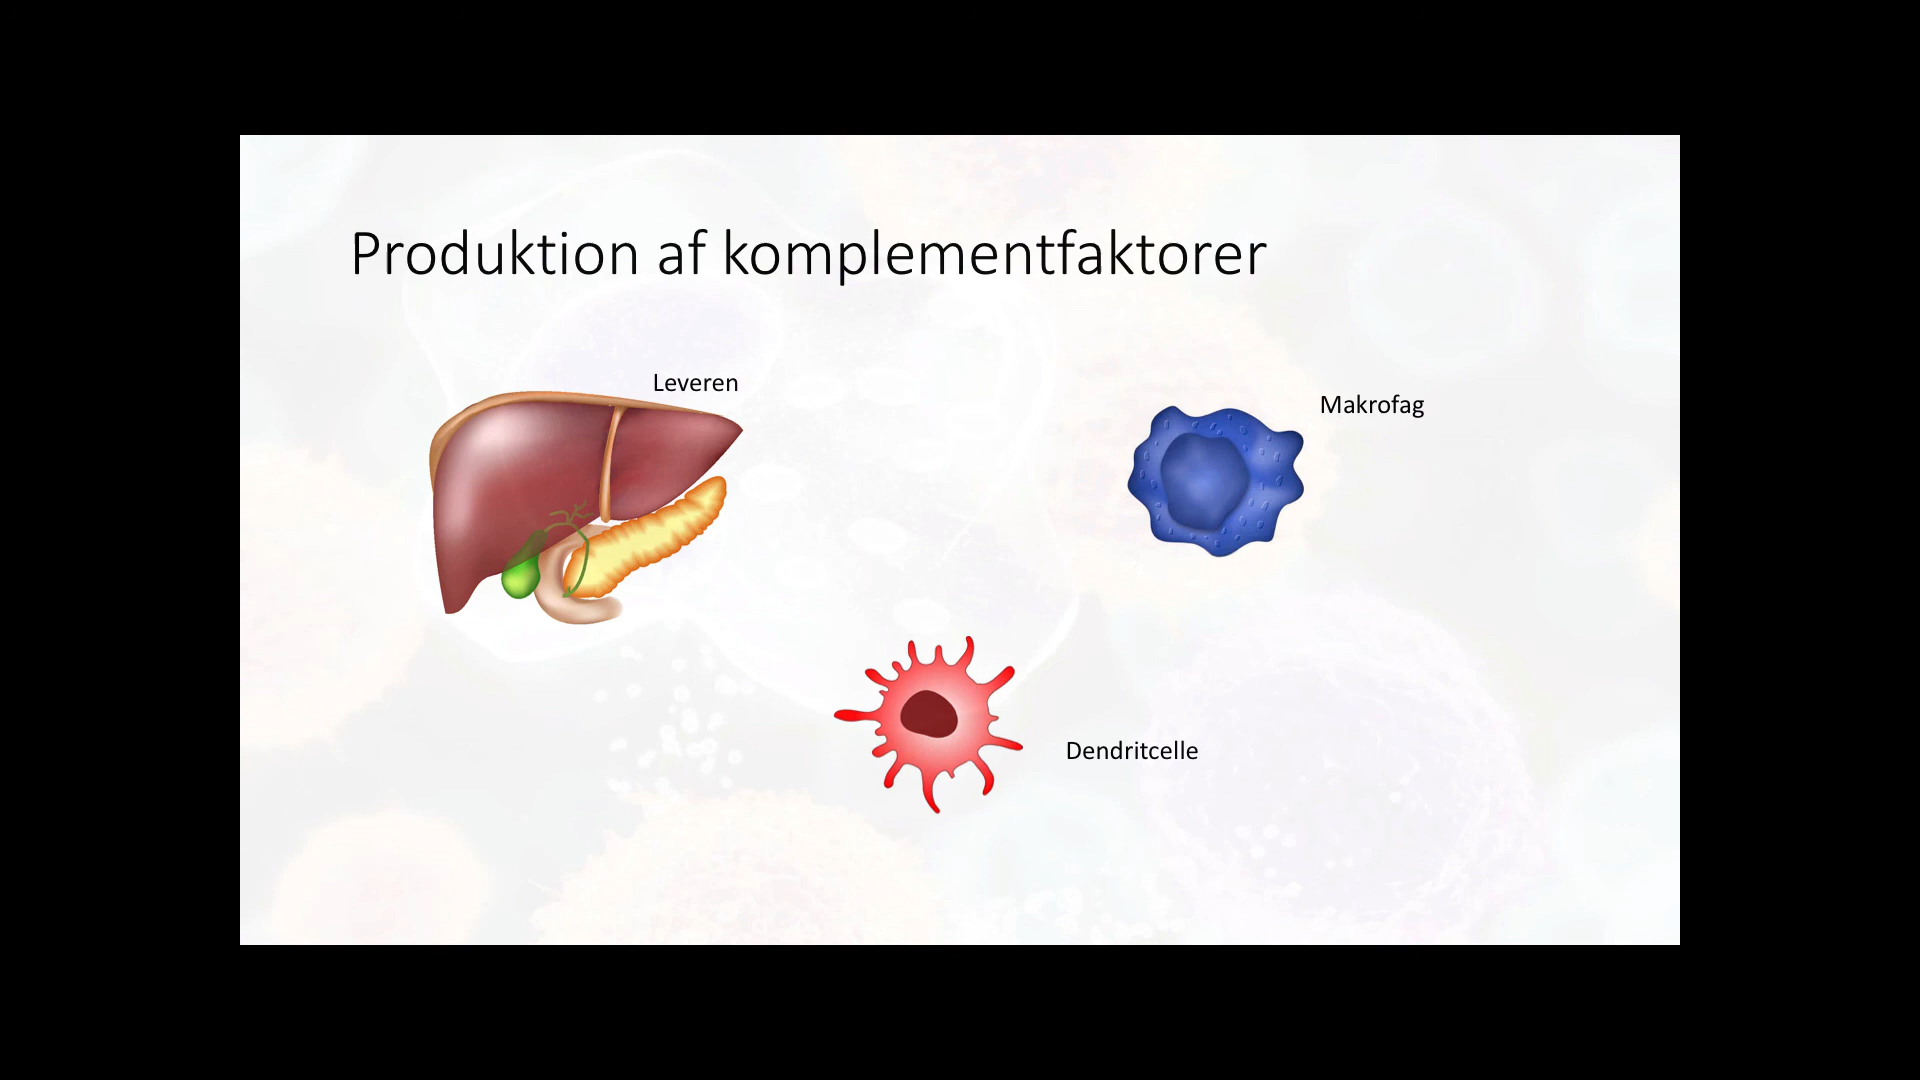 Produktion af komplementfaktorer
Leveren
Makrofag
Dendritcelle